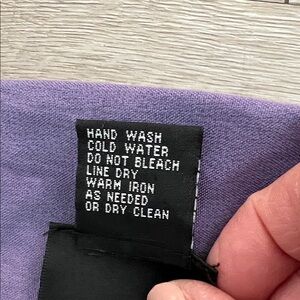 HAND WASH
COLD WATER
DO NOT BLEACH
LINE DRY
WARM IRON
AS NEEDED
OR DRY CLEAN